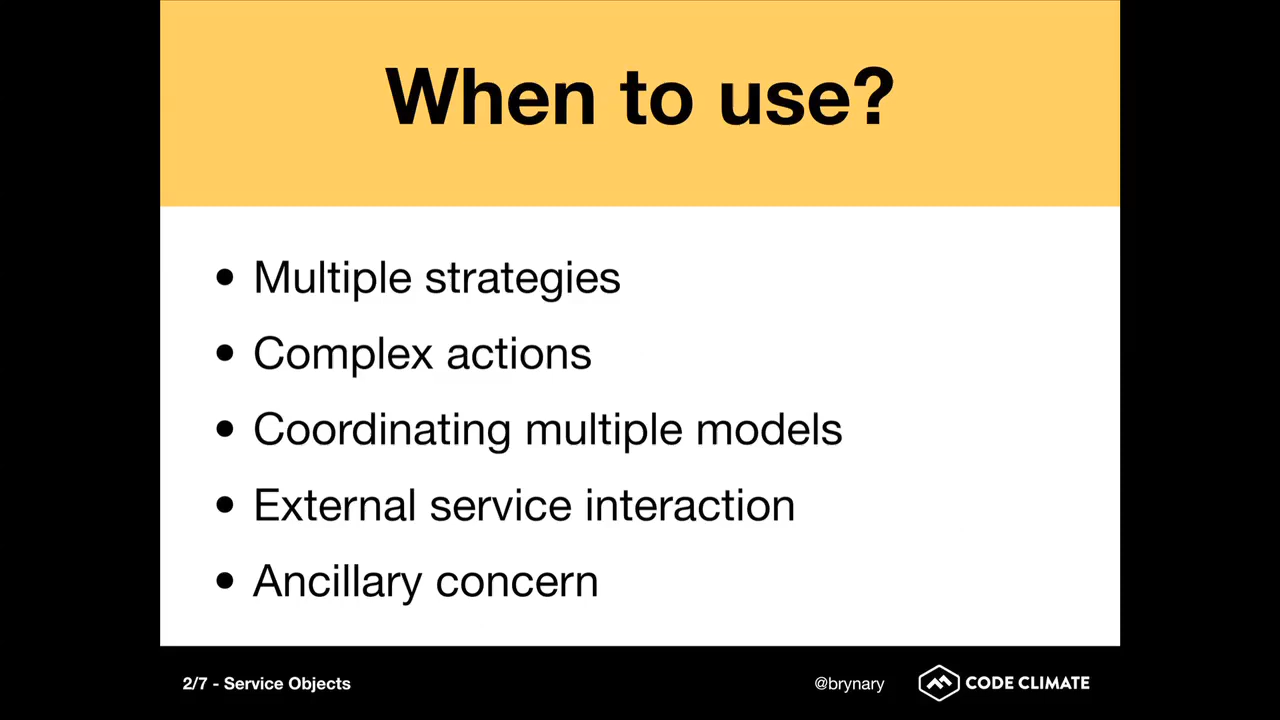 When to use?
• Multiple strategies
• Complex actions
• Coordinating multiple models
• External service interaction
• Ancillary concern
2/7 - Service Objects
@brynary
CODE CLIMATE